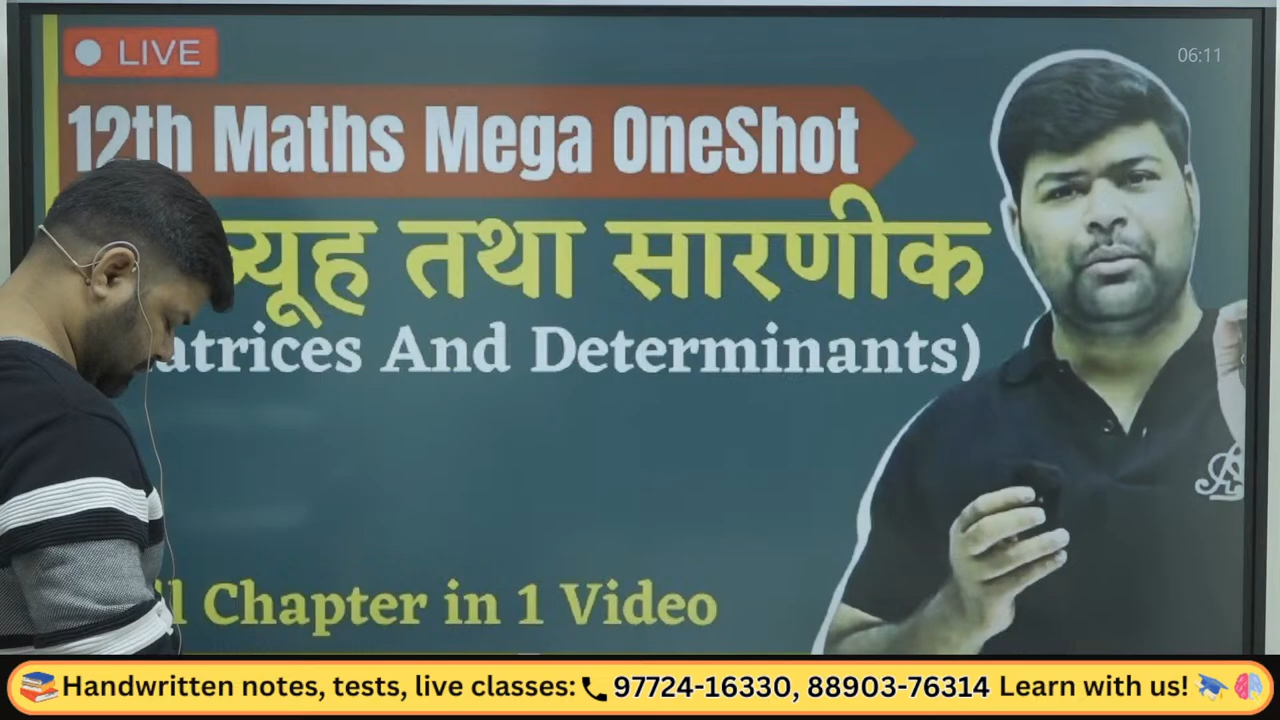 LIVE
06:11
12th Maths Mega OneShot
तथा सारणीक
And Determinants)
Chapter in 1 Video
Handwritten notes, tests, live classes: 97724-16330, 88903-76314 Learn with us!